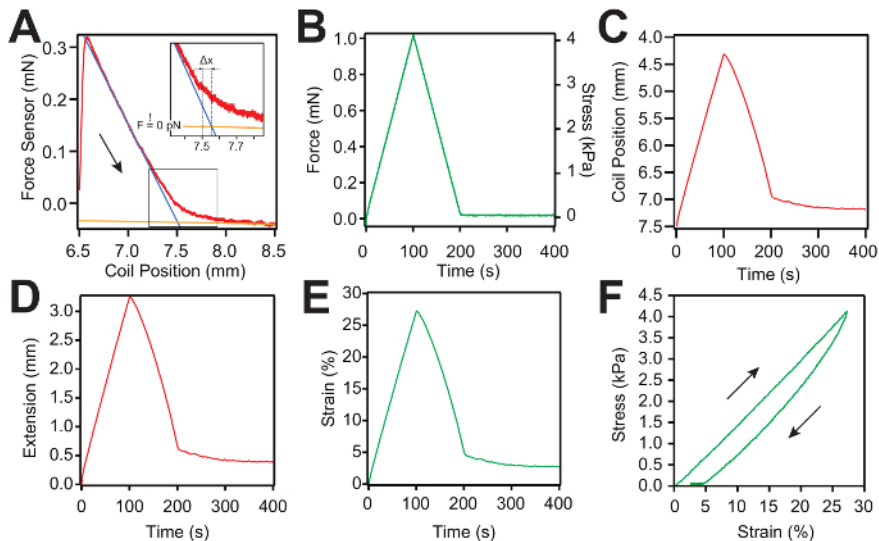 A
Force Sensor (mN)
0.3
0.2
0.1
0.0
6.5 7.0 7.5 8.0 8.5
Coil Position (mm)
Δx
F = 0 pN
7.5 7.7
B
Force (mN)
1.0
0.8
0.6
0.4
0.2
0.0
0 100 200 300 400
Time (s)
4
3
2
1
0
Stress (kPa)
C
Coil Position (mm)
4.0
4.5
5.0
5.5
6.0
6.5
7.0
7.5
0 100 200 300 400
Time (s)
D
Extension (mm)
3.0
2.5
2.0
1.5
1.0
0.5
0.0
0 100 200 300 400
Time (s)
E
Strain (%)
30
25
20
15
10
5
0
0 100 200 300 400
Time (s)
F
Stress (kPa)
4.5
4.0
3.5
3.0
2.5
2.0
1.5
1.0
0.5
0.0
0 5 10 15 20 25 30
Strain (%)